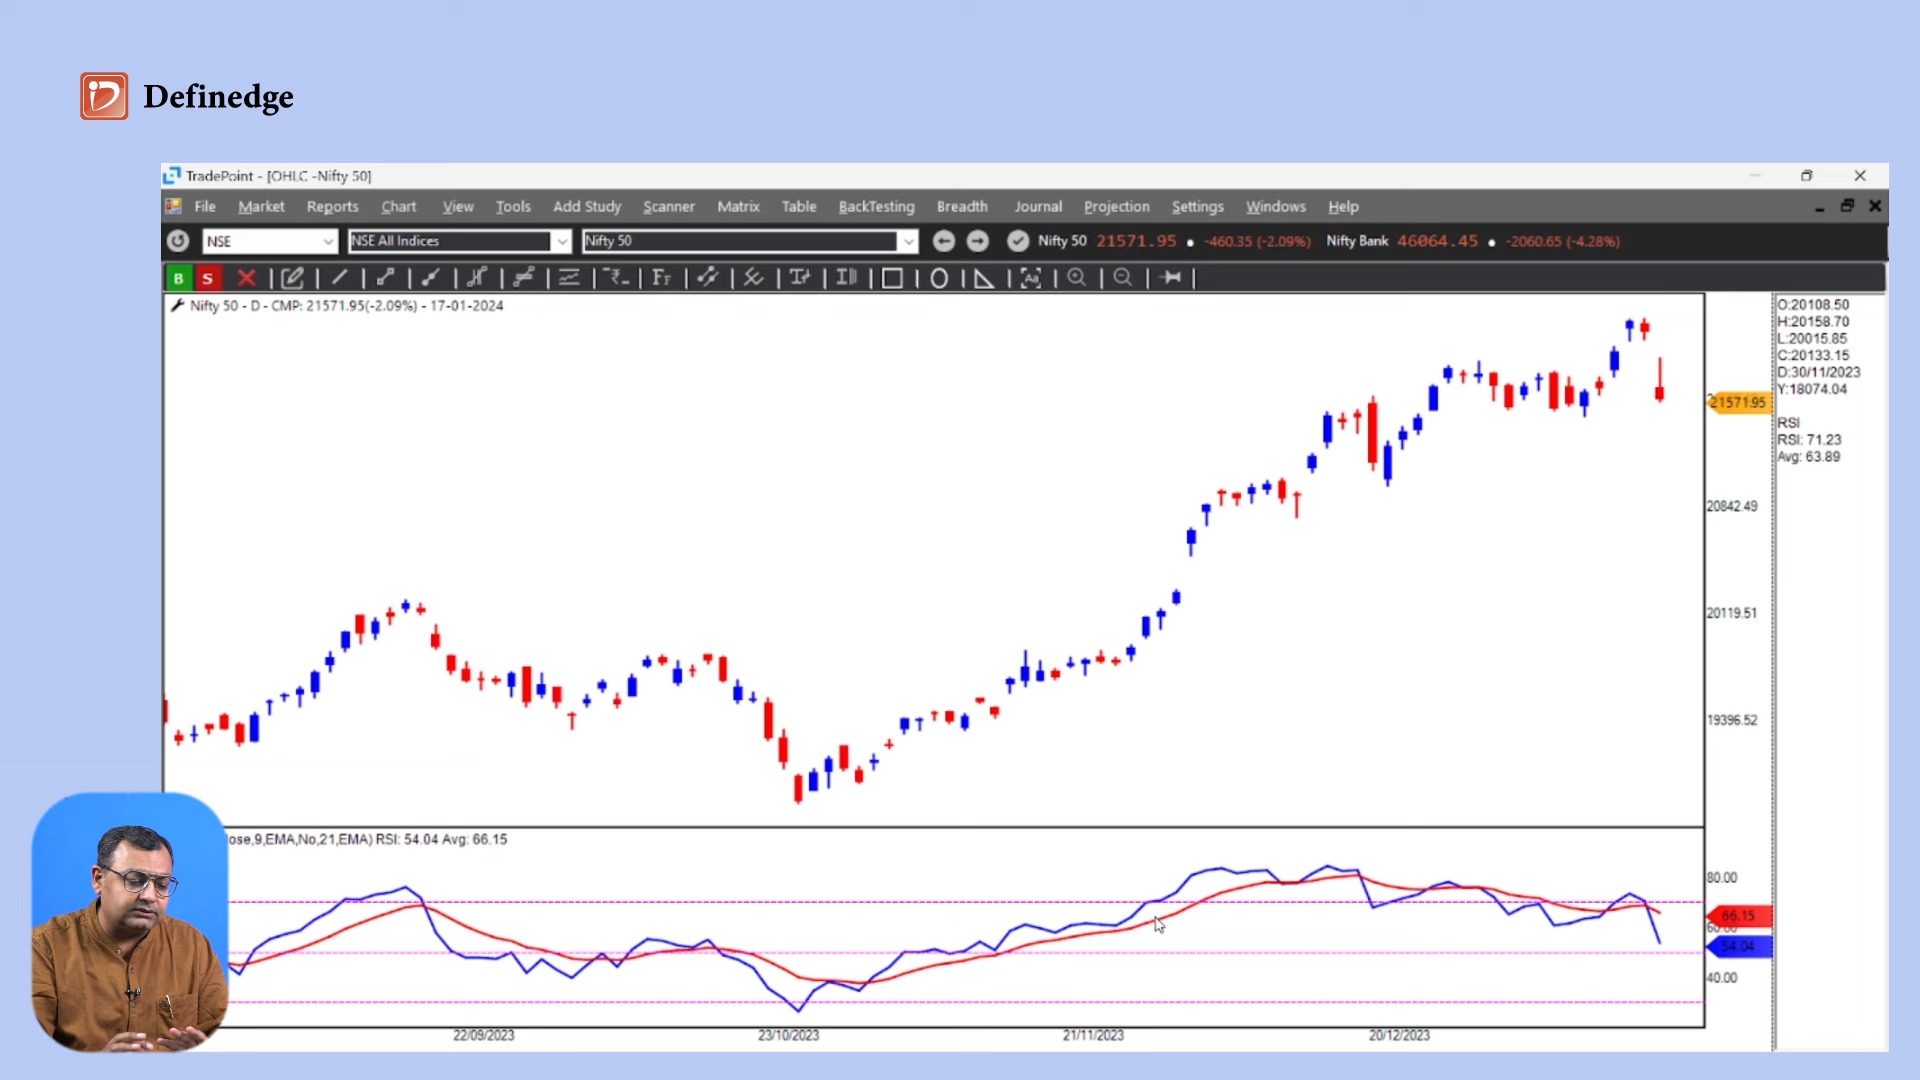 Definedge
TradePoint - [OHLC -Nifty 50]
File Market Reports Chart View Tools Add Study Scanner Matrix Table BackTesting Breadth Journal Projection Settings Windows Help
NSE NSE All Indices Nifty 50 Nifty 50 21571.95 -460.35 (-2.09%) Nifty Bank 46064.45 -2060.65 (-4.28%)
B S
Nifty 50 - D - CMP: 21571.95(-2.09%) - 17-01-2024
O:20108.50
H:20158.70
L:20015.85
C:20133.15
D:30/11/2023
Y:18074.04
RSI
RSI: 71.23
Avg: 63.89
21571.95
20842.49
20119.51
19396.52
ose,9,EMA,No,21,EMA) RSI: 54.04 Avg: 66.15
80.00
66.15
60.00
54.04
40.00
22/09/2023 23/10/2023 21/11/2023 20/12/2023